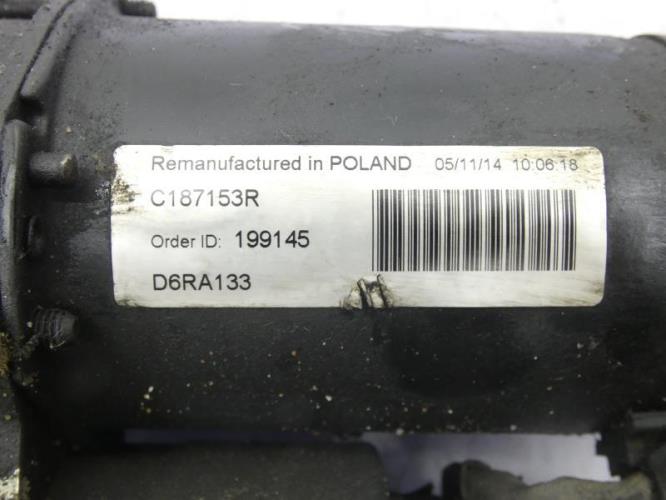 Remanufactured in POLAND 05/11/14 10:06:18
C187153R
Order ID: 199145
D6RA133